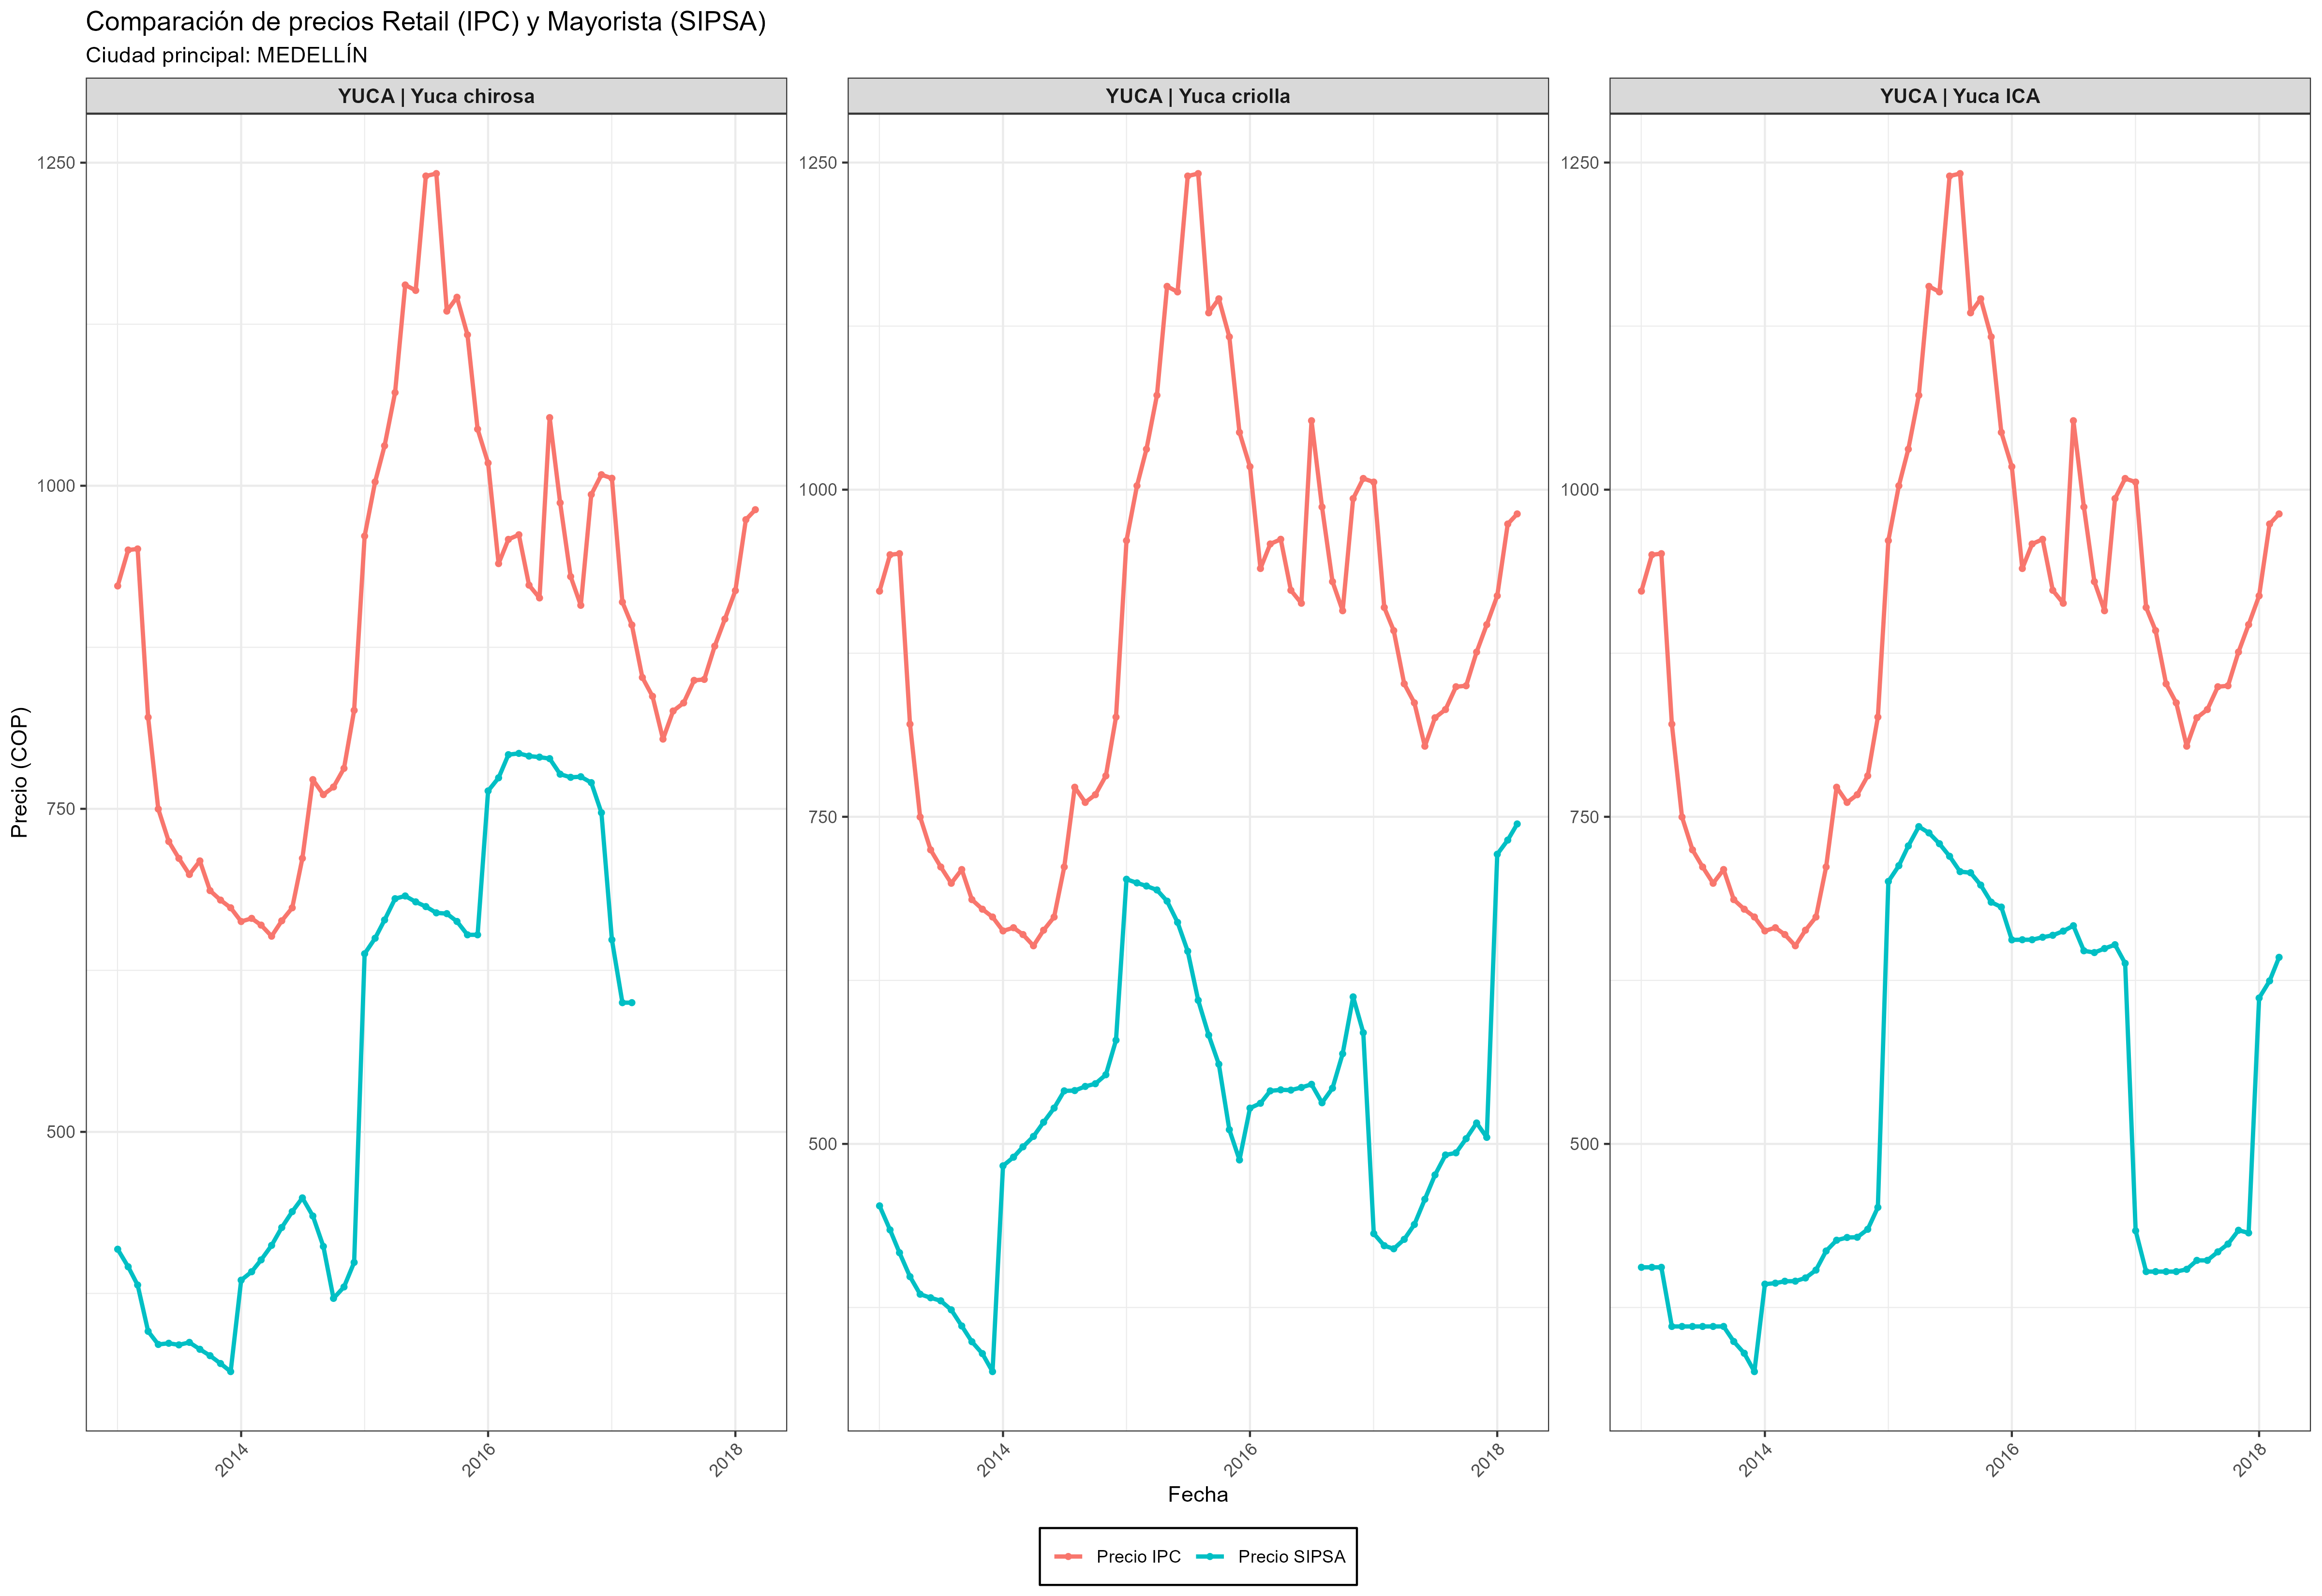 Comparación de precios Retail (IPC) y Mayorista (SIPSA)
Ciudad principal: MEDELLÍN
YUCA | Yuca chirosa
YUCA | Yuca criolla
YUCA | Yuca ICA
Precio (COP)
1250
1000
750
500
1250
1000
750
500
1250
1000
750
500
2014
2016
2018
2014
2016
2018
2014
2016
2018
Fecha
Precio IPC
Precio SIPSA